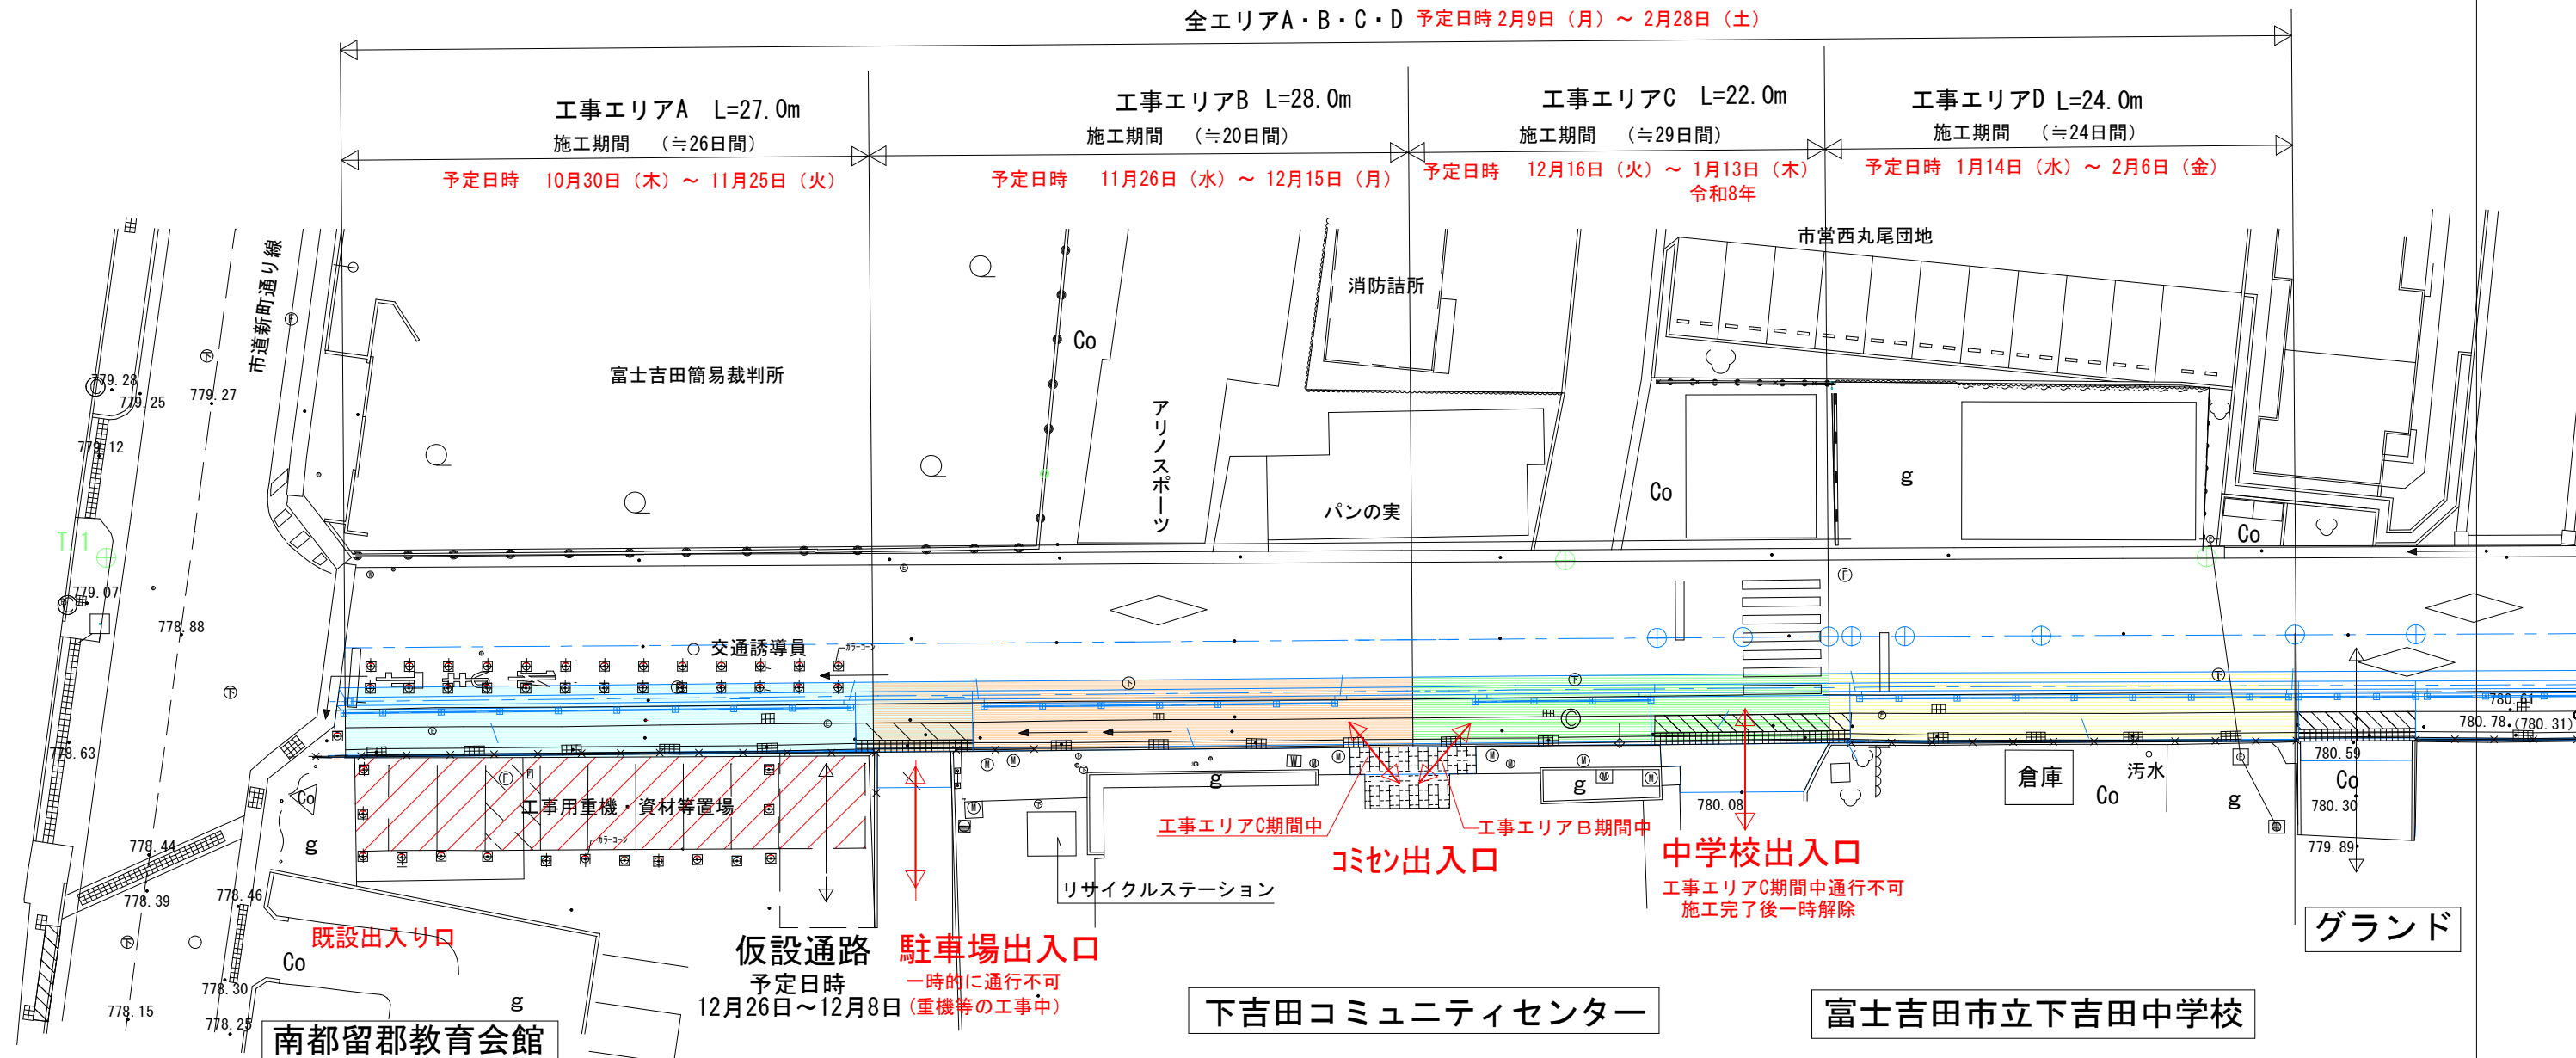 全エリアA・B・C・D 予定日時 2月9日（月）～ 2月28日（土）
工事エリアA L=27.0m
施工期間 （≒26日間）
予定日時 10月30日（木）～ 11月25日（火）
工事エリアB L=28.0m
施工期間 （≒20日間）
予定日時 11月26日（水）～ 12月15日（月）
工事エリアC L=22.0m
施工期間 （≒29日間）
予定日時 12月16日（火）～ 1月13日（木）
令和8年
工事エリアD L=24.0m
施工期間 （≒24日間）
予定日時 1月14日（水）～ 2月6日（金）
市道新町通り線
富士吉田簡易裁判所
Co
アリノスポーツ
消防詰所
パンの実
市営西丸尾団地
Co
g
Co
779.28
779.25
779.27
779.12
T 1
779.07
778.88
778.63
778.44
778.39
778.46
778.30
778.15
778.25
交通誘導員
カラーコーン
工事用重機・資材等置場
カラーコーン
Co
g
既設出入り口
Co
g
南都留郡教育会館
仮設通路
予定日時
12月26日～12月8日
駐車場出入口
一時的に通行不可
(重機等の工事中)
g
W
リサイクルステーション
工事エリアC期間中
工事エリアB期間中
コミセン出入口
g
780.08
中学校出入口
工事エリアC期間中通行不可
施工完了後一時解除
倉庫
汚水
Co
g
780.61
780.78
(780.31)
780.59
Co
780.30
779.89
グランド
下吉田コミュニティセンター
富士吉田市立下吉田中学校